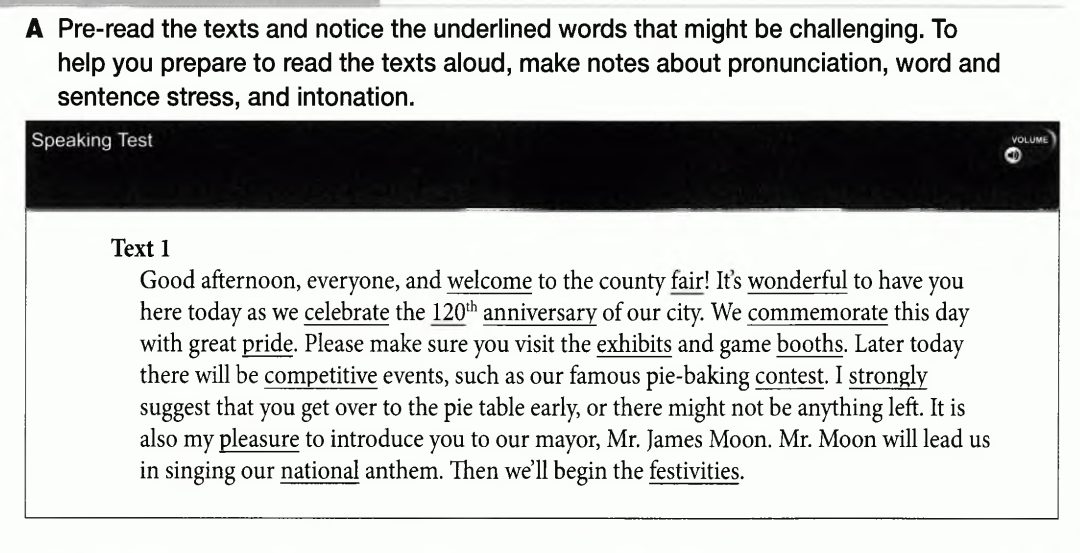 A Pre-read the texts and notice the underlined words that might be challenging. To
help you prepare to read the texts aloud, make notes about pronunciation, word and
sentence stress, and intonation.
Speaking Test
VOLUME
Text 1
Good afternoon, everyone, and welcome to the county fair! It's wonderful to have you
here today as we celebrate the 120th anniversary of our city. We commemorate this day
with great pride. Please make sure you visit the exhibits and game booths. Later today
there will be competitive events, such as our famous pie-baking contest. I strongly
suggest that you get over to the pie table early, or there might not be anything left. It is
also my pleasure to introduce you to our mayor, Mr. James Moon. Mr. Moon will lead us
in singing our national anthem. Then we'll begin the festivities.